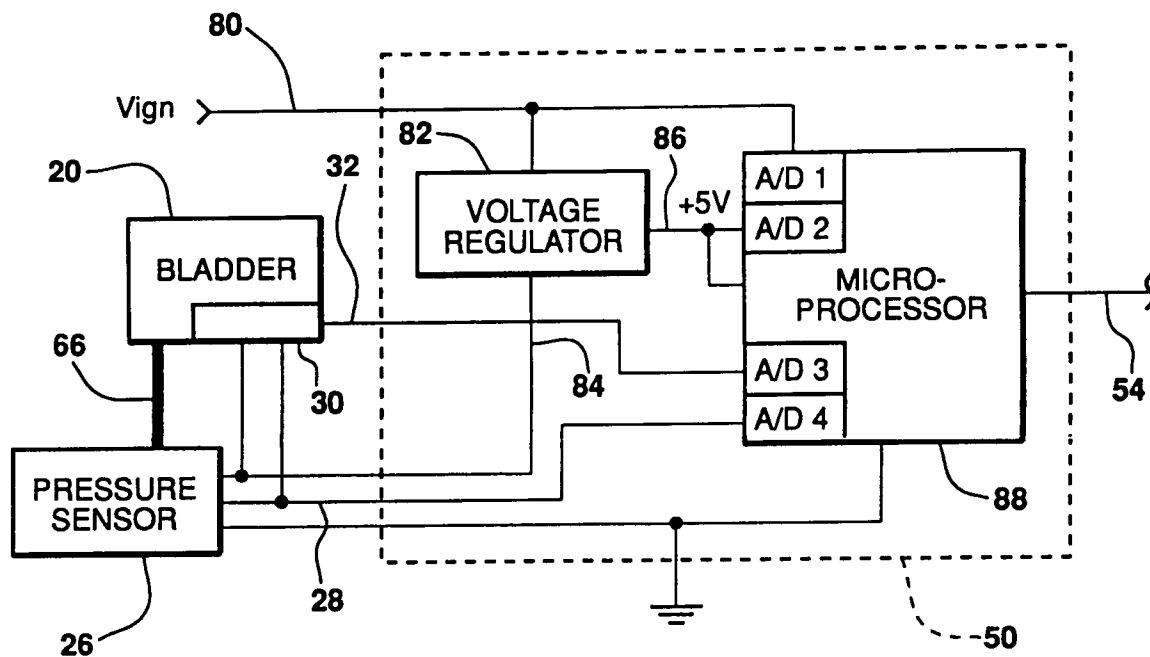 80
Vign
82
86
20
32
A/D 1
+5V
A/D 2
VOLTAGE
REGULATOR
BLADDER
MICRO-
PROCESSOR
66
30
84
A/D 3
54
A/D 4
PRESSURE
SENSOR
88
28
26
50